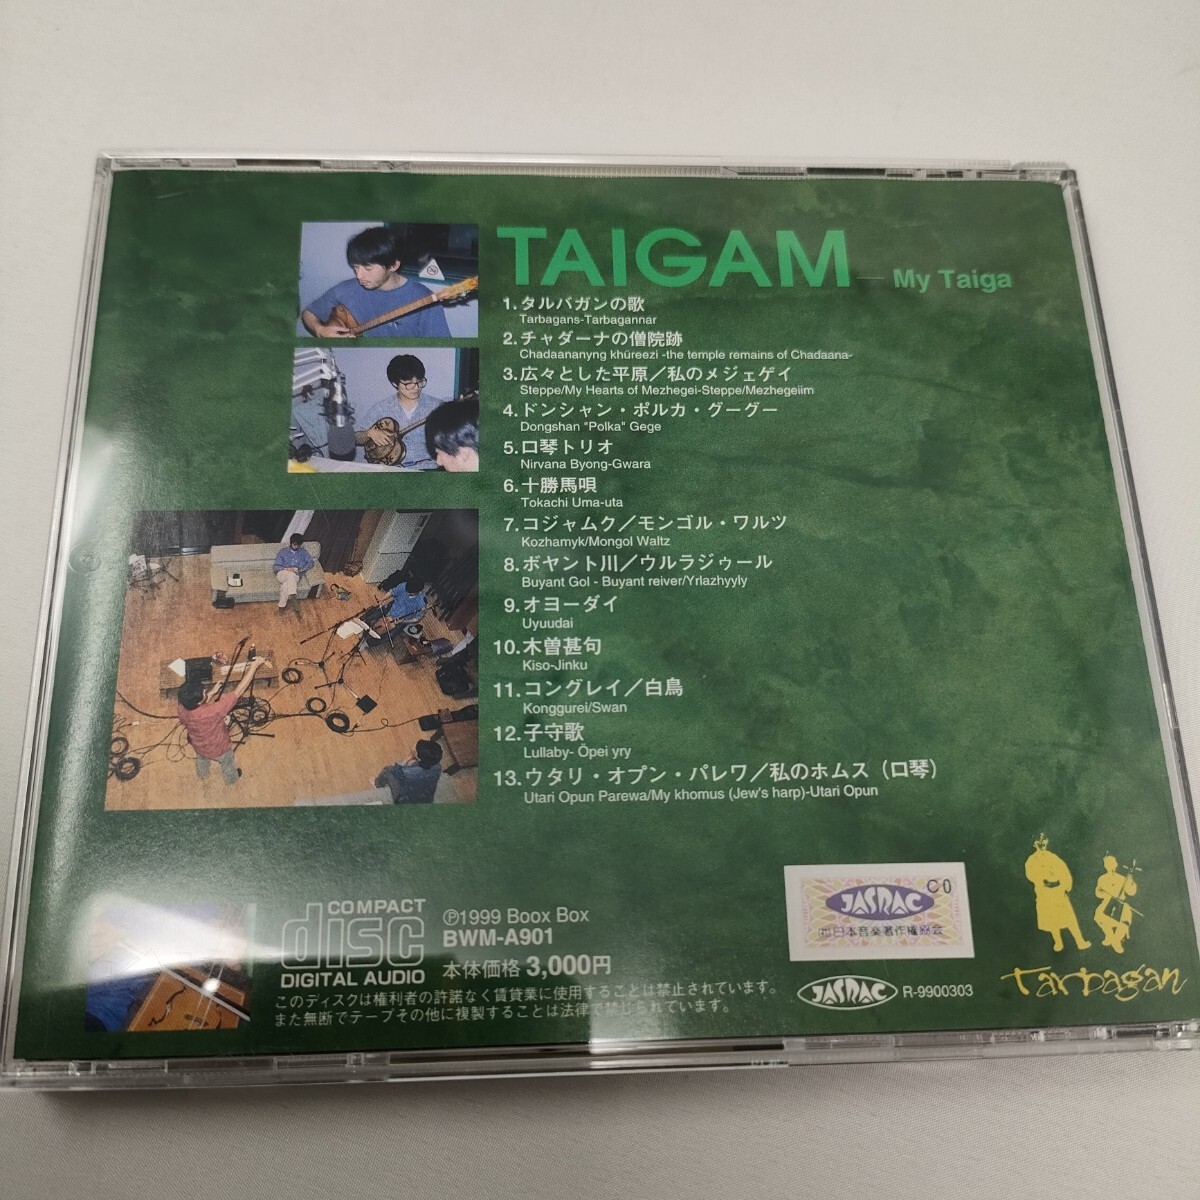 TAIGAM — My Taiga
1.タルバガンの歌
Tarbagans-Tarbagannar
2.チャダーナの僧院跡
Chadaananyng khüreezi -the temple remains of Chadaana-
3.広々とした平原／私のメジェゲイ
Steppe/My Hearts of Mezhegei-Steppe/Mezhegeiim
4.ドンシャン・ポルカ・グーグー
Dongshan "Polka" Gege
5.口琴トリオ
Nirvana Byong-Gwara
6.十勝馬唄
Tokachi Uma-uta
7.コジャムク／モンゴル・ワルツ
Kozhamyk/Mongol Waltz
8.ボヤント川／ウルラジゥール
Buyant Gol - Buyant reiver/Yrlazhyyly
9.オヨーダイ
Uyuudai
10.木曽甚句
Kiso-Jinku
11.コングレイ／白鳥
Konggurei/Swan
12.子守歌
Lullaby- Öpei yry
13.ウタリ・オプン・パレワ／私のホムス（口琴）
Utari Opun Parewa/My khomus (Jew's harp)-Utari Opun
COMPACT
disc
DIGITAL AUDIO
Ⓟ1999 Boox Box
BWM-A901
本体価格 3,000円
このディスクは権利者の許諾なく賃貸業に使用することは禁止されています。
また無断でテープその他に複製することは法律で禁じられています。
C0
JASRAC
日本音楽著作権協会
JASRAC R-9900303
Tarbagan